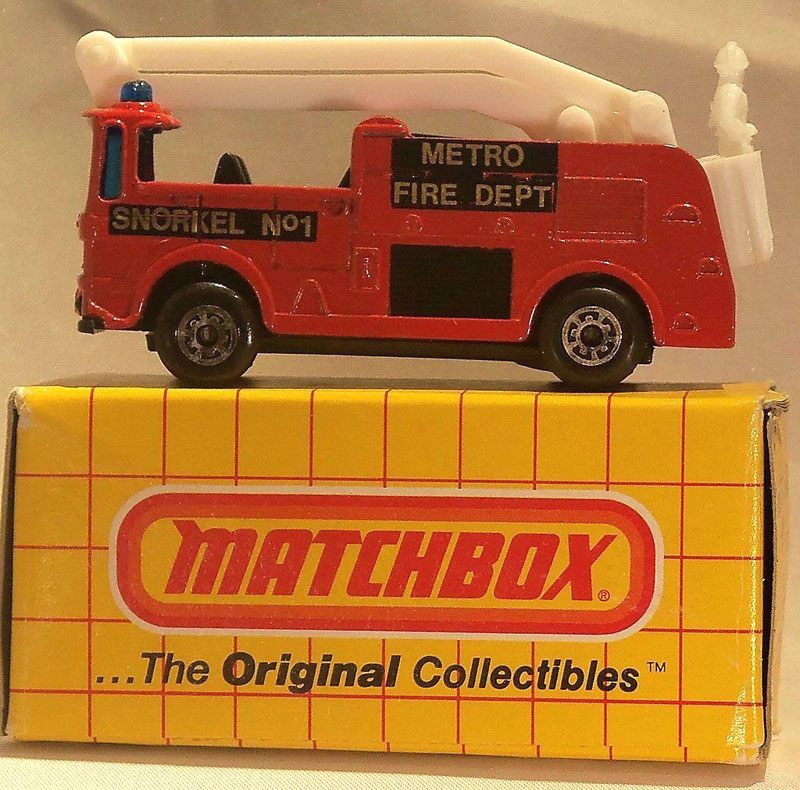 METRO
FIRE DEPT
SNORKEL Nº1
MATCHBOX®
...The Original Collectibles™